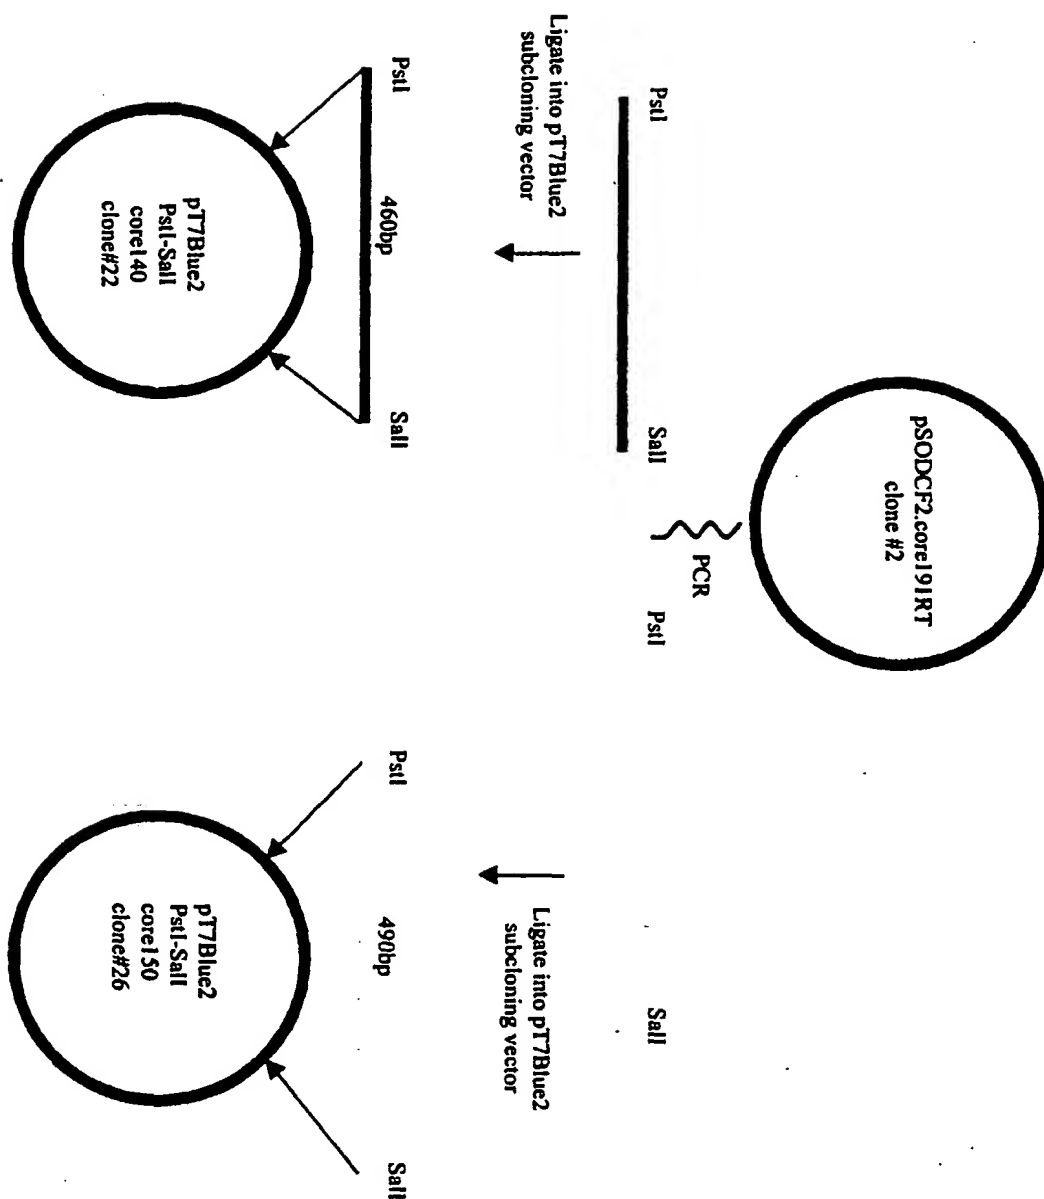 pSODCF2.core191RT
clone #2
PCR
PstI
SalI
PstI
SalI
Ligate into pT7Blue2
subcloning vector
Ligate into pT7Blue2
subcloning vector
PstI
460bp
SalI
PstI
490bp
SalI
pT7Blue2
PstI-SalI
core140
clone#22
pT7Blue2
PstI-SalI
core150
clone#26